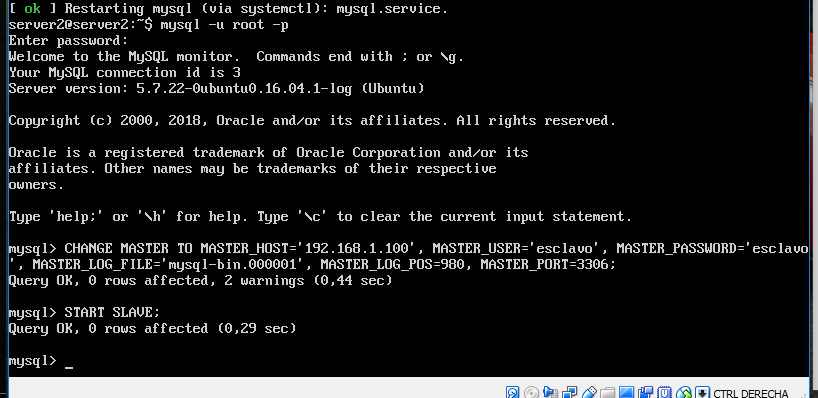 [ ok ] Restarting mysql (via systemctl): mysql.service.
server2@server2:~$ mysql -u root -p
Enter password:
Welcome to the MySQL monitor.  Commands end with ; or \g.
Your MySQL connection id is 3
Server version: 5.7.22-0ubuntu0.16.04.1-log (Ubuntu)
Copyright (c) 2000, 2018, Oracle and/or its affiliates. All rights reserved.
Oracle is a registered trademark of Oracle Corporation and/or its
affiliates. Other names may be trademarks of their respective
owners.
Type 'help;' or '\h' for help. Type '\c' to clear the current input statement.
mysql> CHANGE MASTER TO MASTER_HOST='192.168.1.100', MASTER_USER='esclavo', MASTER_PASSWORD='esclavo
', MASTER_LOG_FILE='mysql-bin.000001', MASTER_LOG_POS=980, MASTER_PORT=3306;
Query OK, 0 rows affected, 2 warnings (0,44 sec)
mysql> START SLAVE;
Query OK, 0 rows affected (0,29 sec)
mysql> _
CTRL DERECHA